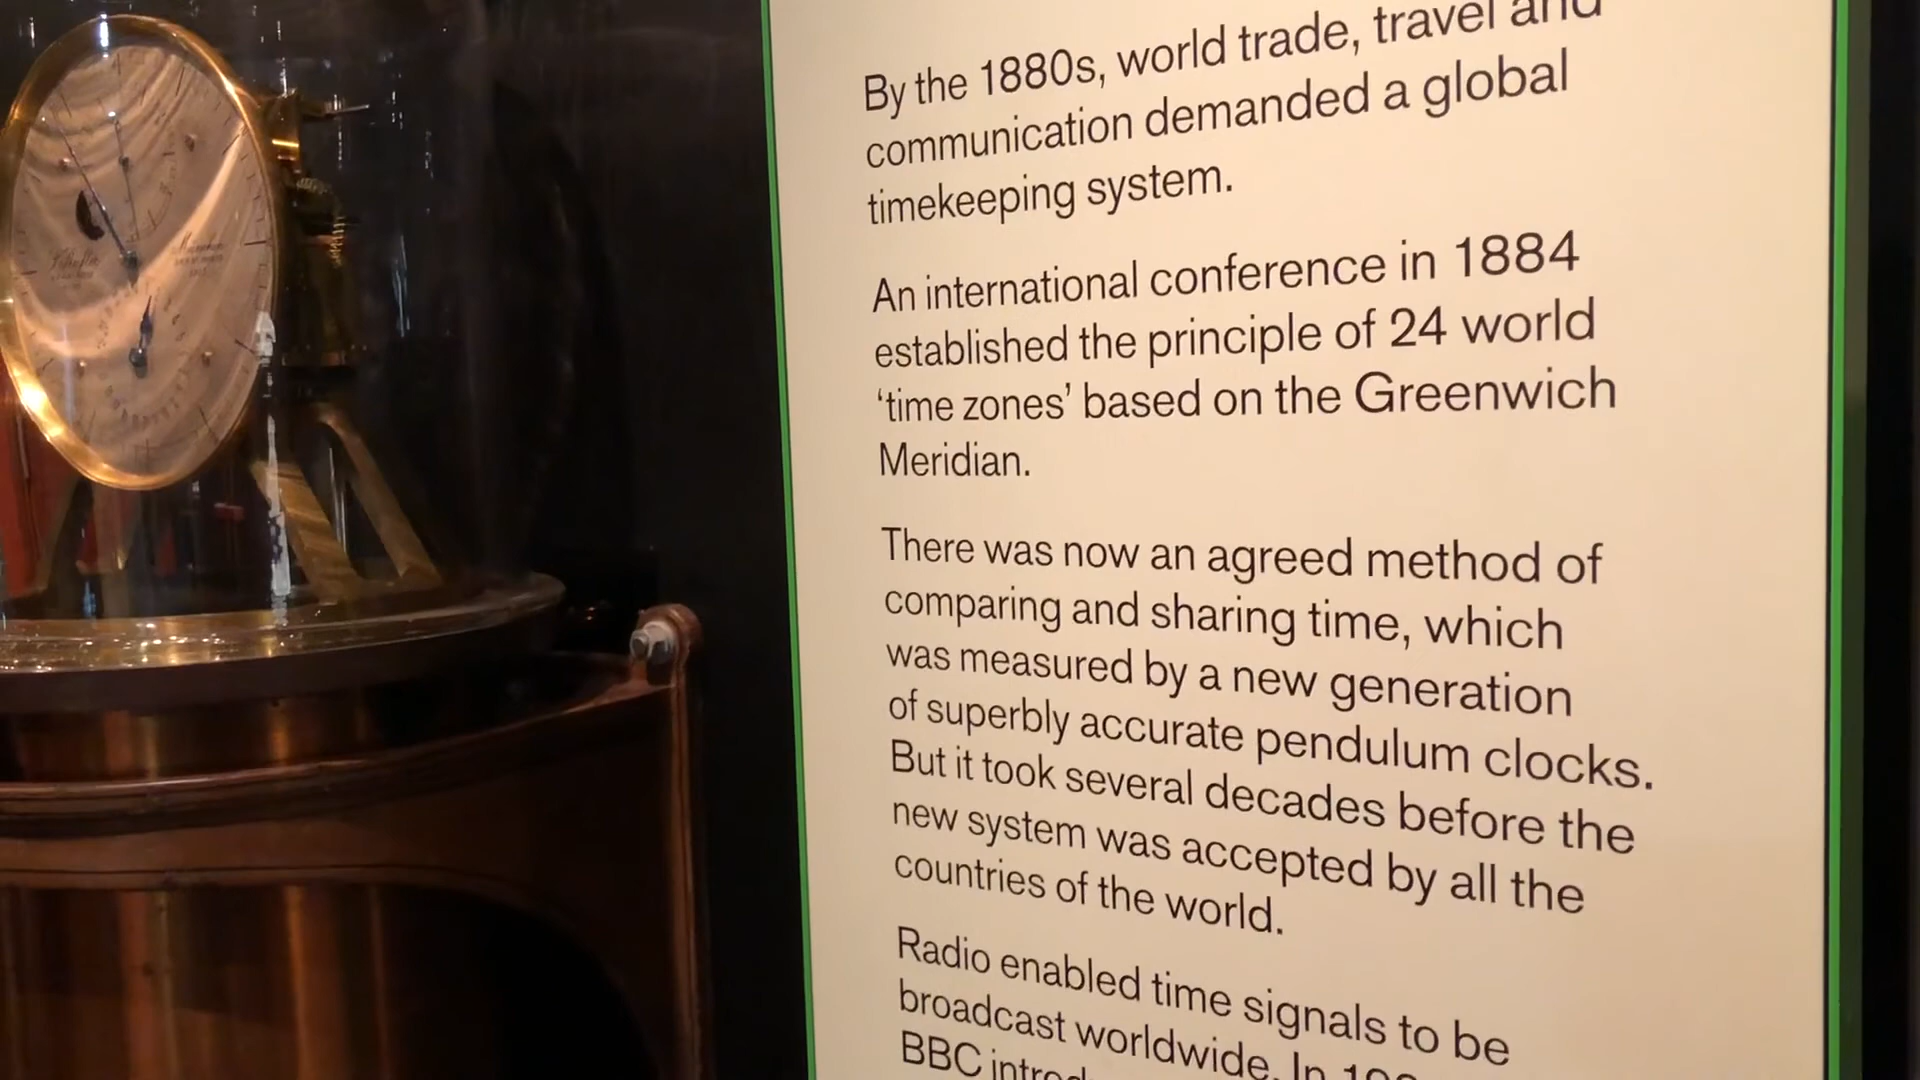 By the 1880s, world trade, travel and
communication demanded a global
timekeeping system.
An international conference in 1884
established the principle of 24 world
‘time zones’ based on the Greenwich
Meridian.
There was now an agreed method of
comparing and sharing time, which
was measured by a new generation
of superbly accurate pendulum clocks.
But it took several decades before the
new system was accepted by all the
countries of the world.
Radio enabled time signals to be
broadcast worldwide. In
BBC